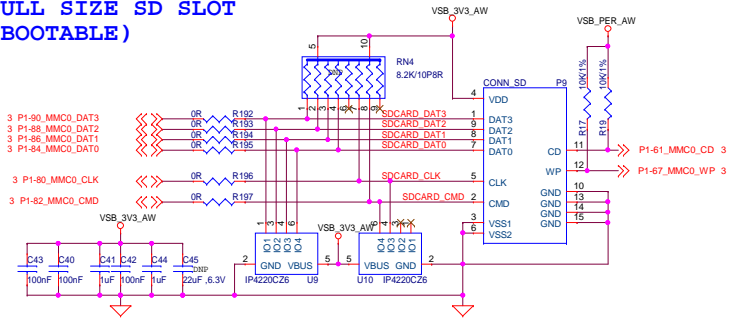 ULL SIZE SD SLOT
BOOTABLE)
VSB_3V3_AW
VSB_PER_AW
5
10
RN4
8.2K/10P8R
DNP
1 2 3 4 6 7 8 9
10K/1%
10K/1%
R17
R19
CONN_SD P9
4 VDD
3 P1-90_MMC0_DAT3 0R R192 SDCARD_DAT3 1 DAT3
3 P1-88_MMC0_DAT2 0R R193 SDCARD_DAT2 9 DAT2
3 P1-86_MMC0_DAT1 0R R194 SDCARD_DAT1 8 DAT1
3 P1-84_MMC0_DAT0 0R R195 SDCARD_DAT0 7 DAT0
CD 11 P1-61_MMC0_CD 3
WP 12 P1-67_MMC0_WP 3
3 P1-80_MMC0_CLK 0R R196 SDCARD_CLK 5 CLK
3 P1-82_MMC0_CMD 0R R197 SDCARD_CMD 2 CMD
GND 10
GND 13
GND 14
GND 15
3 VSS1
6 VSS2
VSB_3V3_AW
VSB_3V3_AW
1 3 4 6
IO1 IO2 IO3 IO4
2 GND VBUS 5
IP4220CZ6 U9
6 4 3 1
IO4 IO3 IO2 IO1
5 VBUS GND 2
U10 IP4220CZ6
C43 C40 C41 C42 C44 C45
DNP
100nF 100nF 1uF 100nF 1uF 22uF ,6.3V